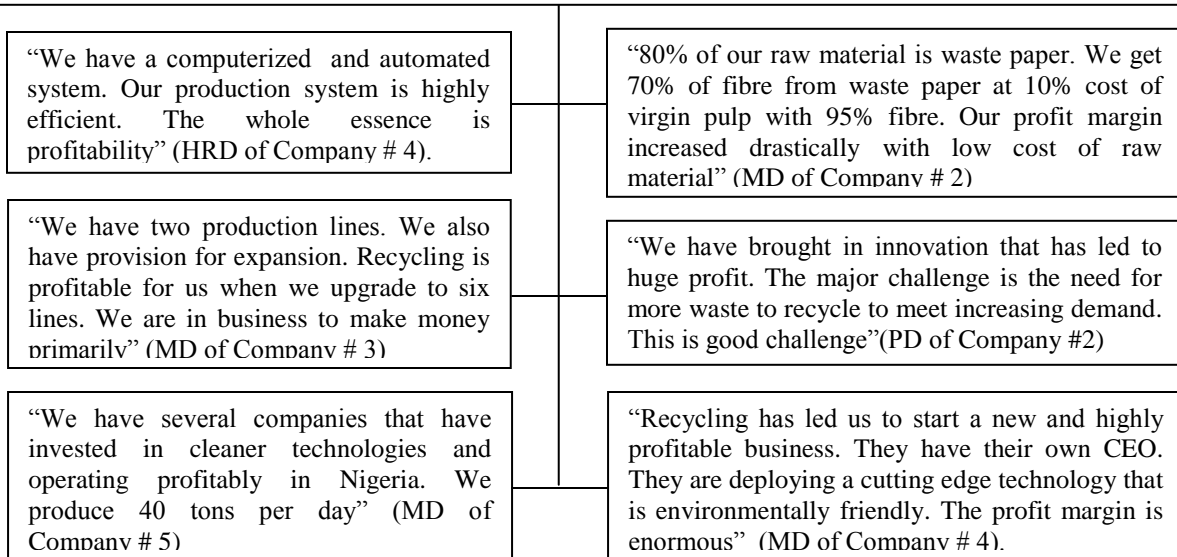 “We have a computerized and automated
system. Our production system is highly
efficient. The whole essence is
profitability” (HRD of Company # 4).
“80% of our raw material is waste paper. We get
70% of fibre from waste paper at 10% cost of
virgin pulp with 95% fibre. Our profit margin
increased drastically with low cost of raw
material” (MD of Company # 2)
“We have two production lines. We also
have provision for expansion. Recycling is
profitable for us when we upgrade to six
lines. We are in business to make money
primarily” (MD of Company # 3)
“We have brought in innovation that has led to
huge profit. The major challenge is the need for
more waste to recycle to meet increasing demand.
This is good challenge”(PD of Company #2)
“We have several companies that have
invested in cleaner technologies and
operating profitably in Nigeria. We
produce 40 tons per day” (MD of
Company # 5)
“Recycling has led us to start a new and highly
profitable business. They have their own CEO.
They are deploying a cutting edge technology that
is environmentally friendly. The profit margin is
enormous” (MD of Company # 4).